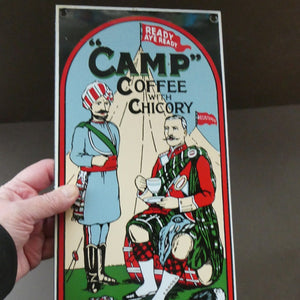 READY
AYE READY
"CAMP"
COFFEE
WITH
CHICORY